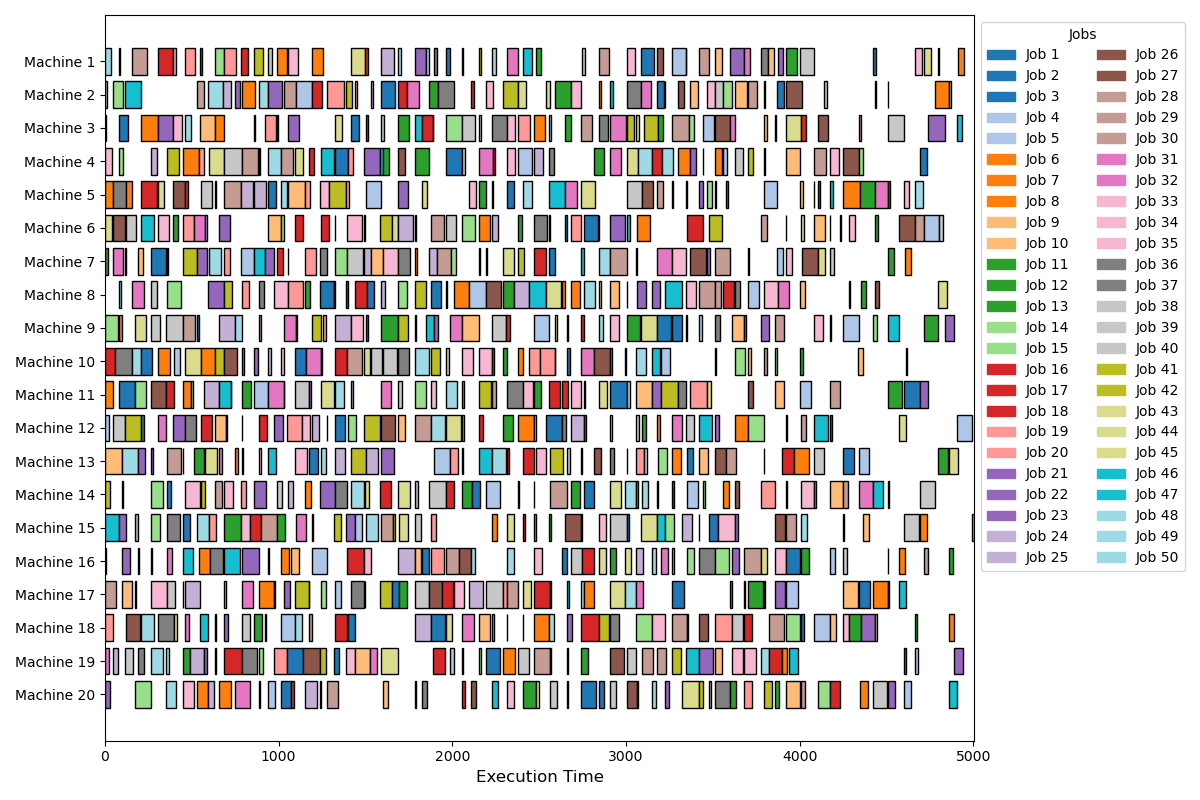 Machine 1
Machine 2
Machine 3
Machine 4
Machine 5
Machine 6
Machine 7
Machine 8
Machine 9
Machine 10
Machine 11
Machine 12
Machine 13
Machine 14
Machine 15
Machine 16
Machine 17
Machine 18
Machine 19
Machine 20
0 1000 2000 3000 4000 5000
Execution Time
Jobs
Job 1
Job 2
Job 3
Job 4
Job 5
Job 6
Job 7
Job 8
Job 9
Job 10
Job 11
Job 12
Job 13
Job 14
Job 15
Job 16
Job 17
Job 18
Job 19
Job 20
Job 21
Job 22
Job 23
Job 24
Job 25
Job 26
Job 27
Job 28
Job 29
Job 30
Job 31
Job 32
Job 33
Job 34
Job 35
Job 36
Job 37
Job 38
Job 39
Job 40
Job 41
Job 42
Job 43
Job 44
Job 45
Job 46
Job 47
Job 48
Job 49
Job 50